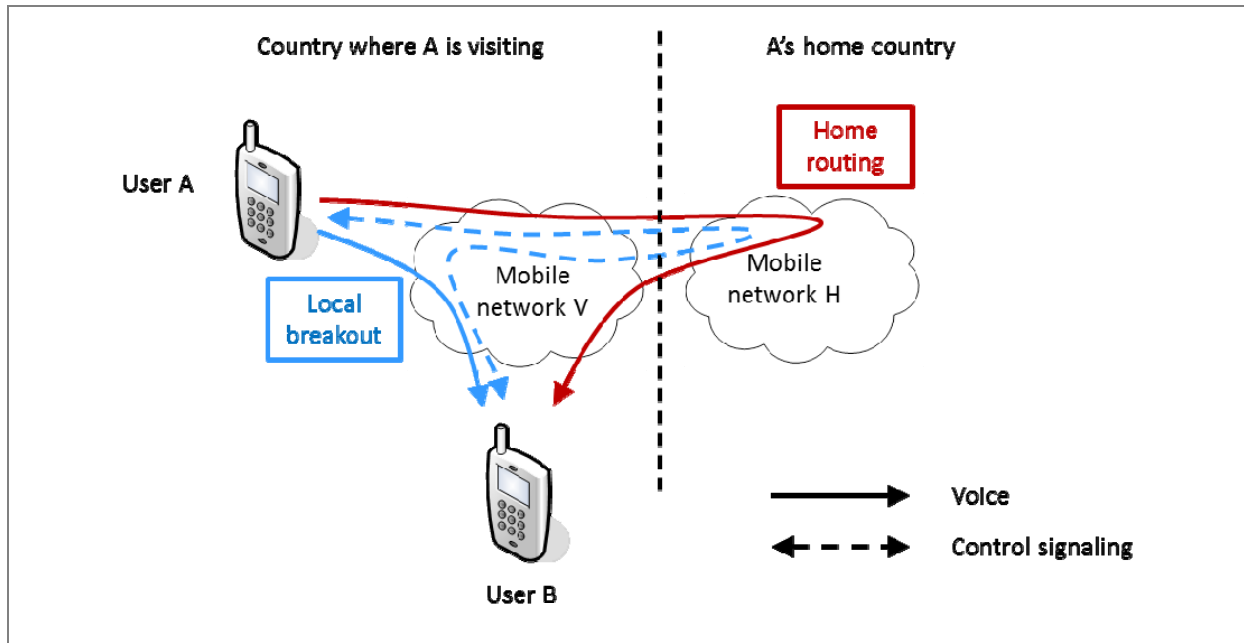 Country where A is visiting
A's home country
Home
routing
User A
Mobile
network V
Mobile
network H
Local
breakout
Voice
Control signaling
User B